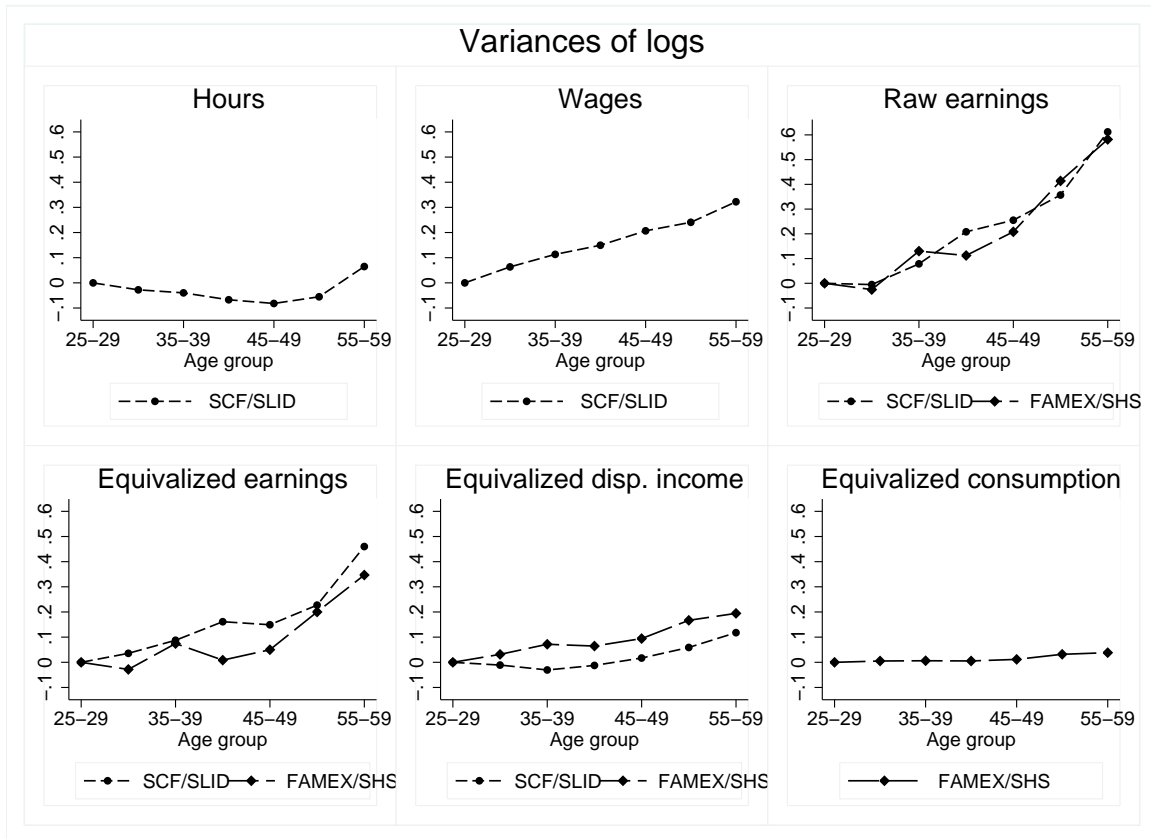 Variances of logs
Hours
.6
.5
.4
.3
.2
.1
0
–.1
25–29 35–39 45–49 55–59
Age group
SCF/SLID
Wages
.6
.5
.4
.3
.2
.1
0
–.1
25–29 35–39 45–49 55–59
Age group
SCF/SLID
Raw earnings
.6
.5
.4
.3
.2
.1
0
–.1
25–29 35–39 45–49 55–59
Age group
SCF/SLID FAMEX/SHS
Equivalized earnings
.6
.5
.4
.3
.2
.1
0
–.1
25–29 35–39 45–49 55–59
Age group
SCF/SLID FAMEX/SHS
Equivalized disp. income
.6
.5
.4
.3
.2
.1
0
–.1
25–29 35–39 45–49 55–59
Age group
SCF/SLID FAMEX/SHS
Equivalized consumption
.6
.5
.4
.3
.2
.1
0
–.1
25–29 35–39 45–49 55–59
Age group
FAMEX/SHS